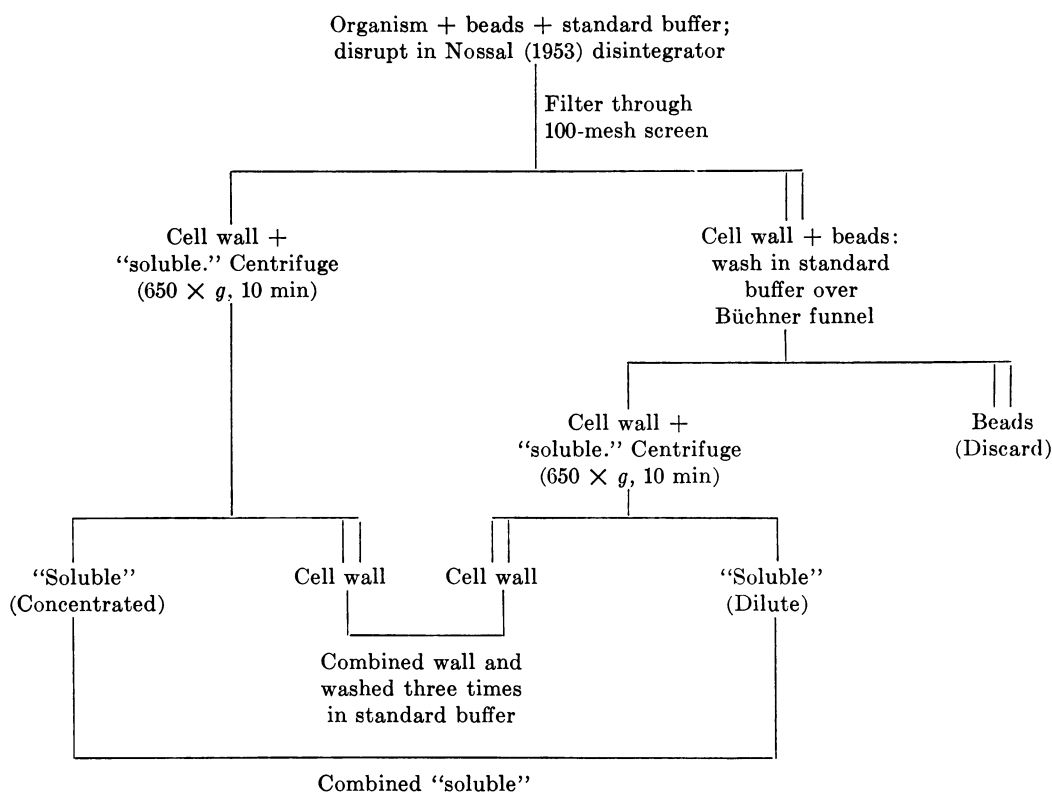 Organism + beads + standard buffer;
disrupt in Nossal (1953) disintegrator
Filter through
100-mesh screen
Cell wall +
“soluble.” Centrifuge
(650 × g, 10 min)
Cell wall + beads:
wash in standard
buffer over
Büchner funnel
Cell wall +
“soluble.” Centrifuge
(650 × g, 10 min)
Beads
(Discard)
“Soluble”
(Concentrated)
Cell wall
Cell wall
“Soluble”
(Dilute)
Combined wall and
washed three times
in standard buffer
Combined “soluble”